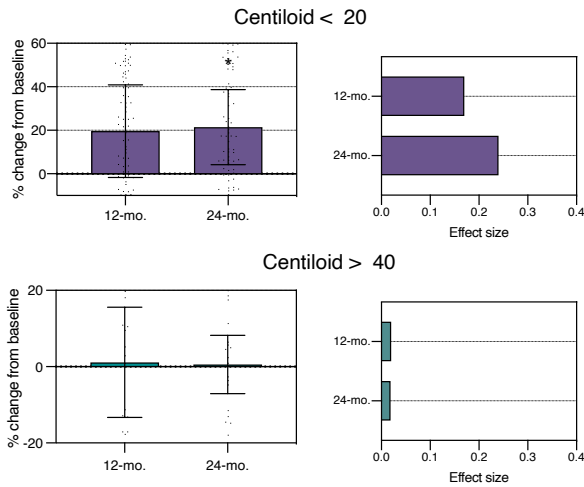 Centiloid < 20
% change from baseline
60
40
20
0
*
12-mo.
24-mo.
12-mo.
24-mo.
0.0
0.1
0.2
0.3
0.4
Effect size
Centiloid > 40
% change from baseline
20
0
-20
12-mo.
24-mo.
12-mo.
24-mo.
0.0
0.1
0.2
0.3
0.4
Effect size